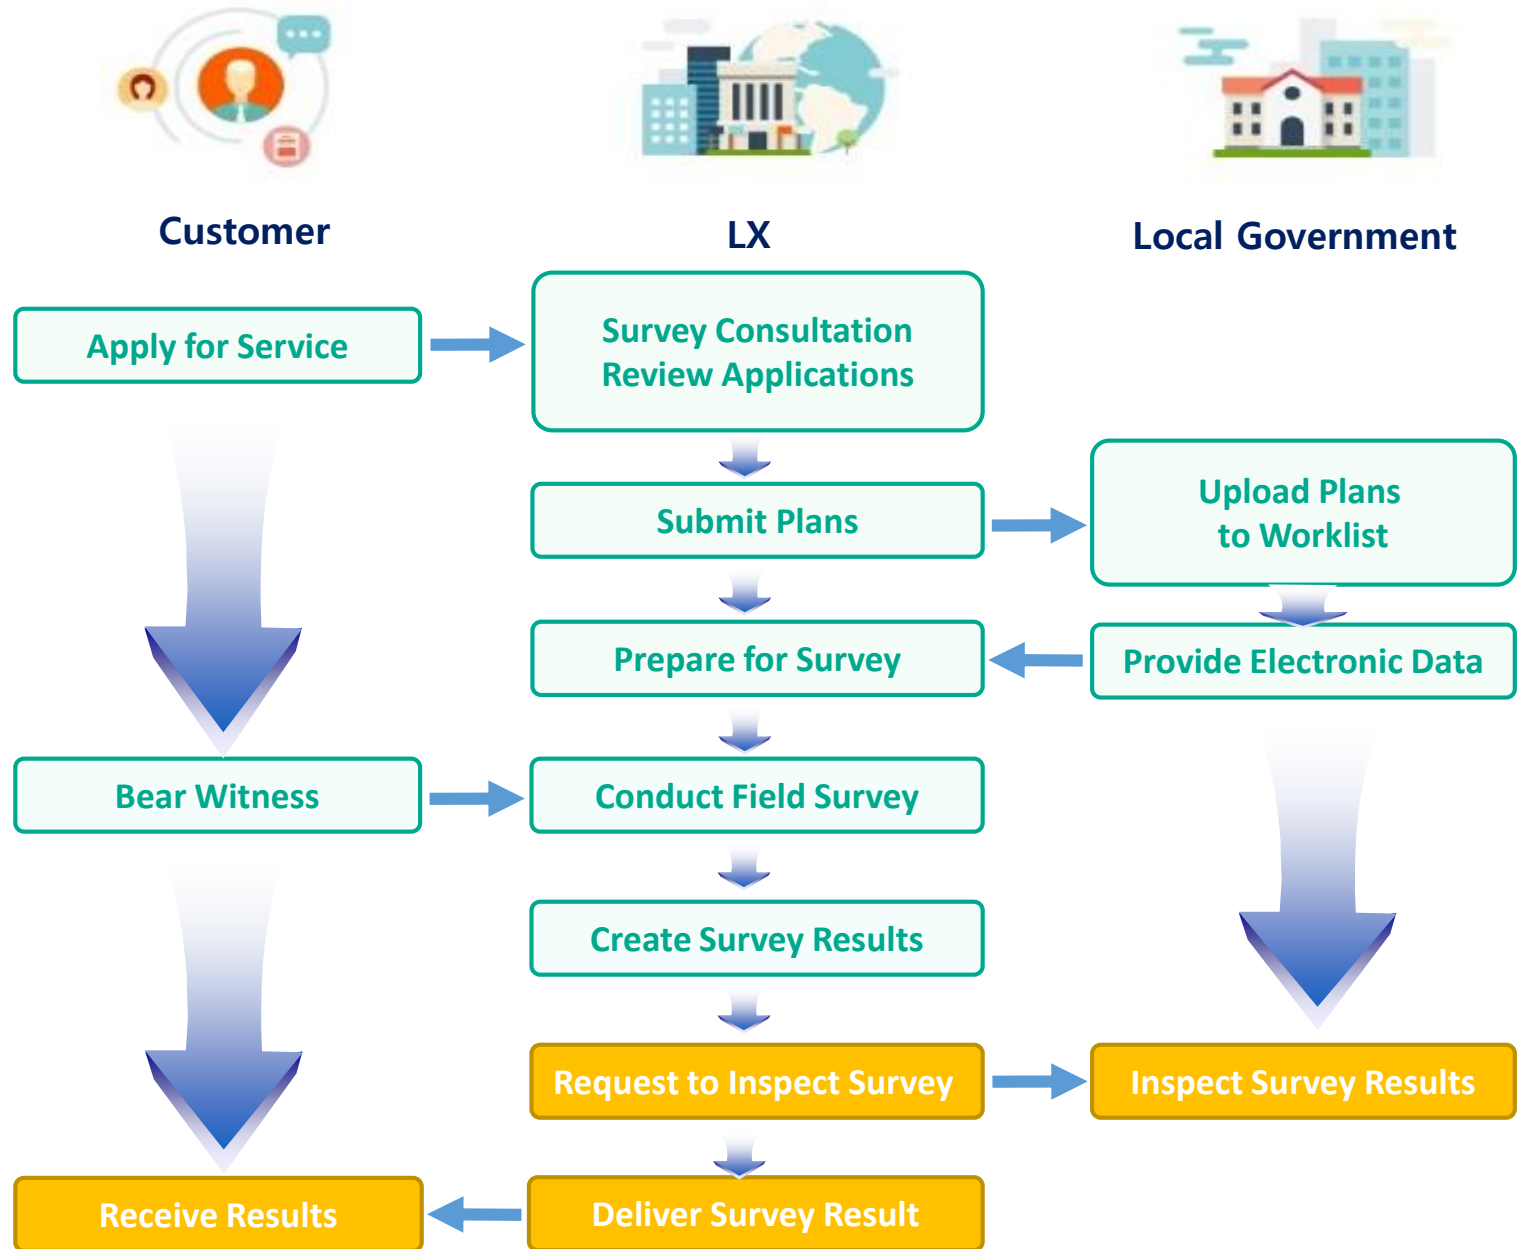 Customer
LX
Local Government
Apply for Service
Survey Consultation
Review Applications
Submit Plans
Upload Plans
to Worklist
Prepare for Survey
Provide Electronic Data
Bear Witness
Conduct Field Survey
Create Survey Results
Request to Inspect Survey
Inspect Survey Results
Receive Results
Deliver Survey Result